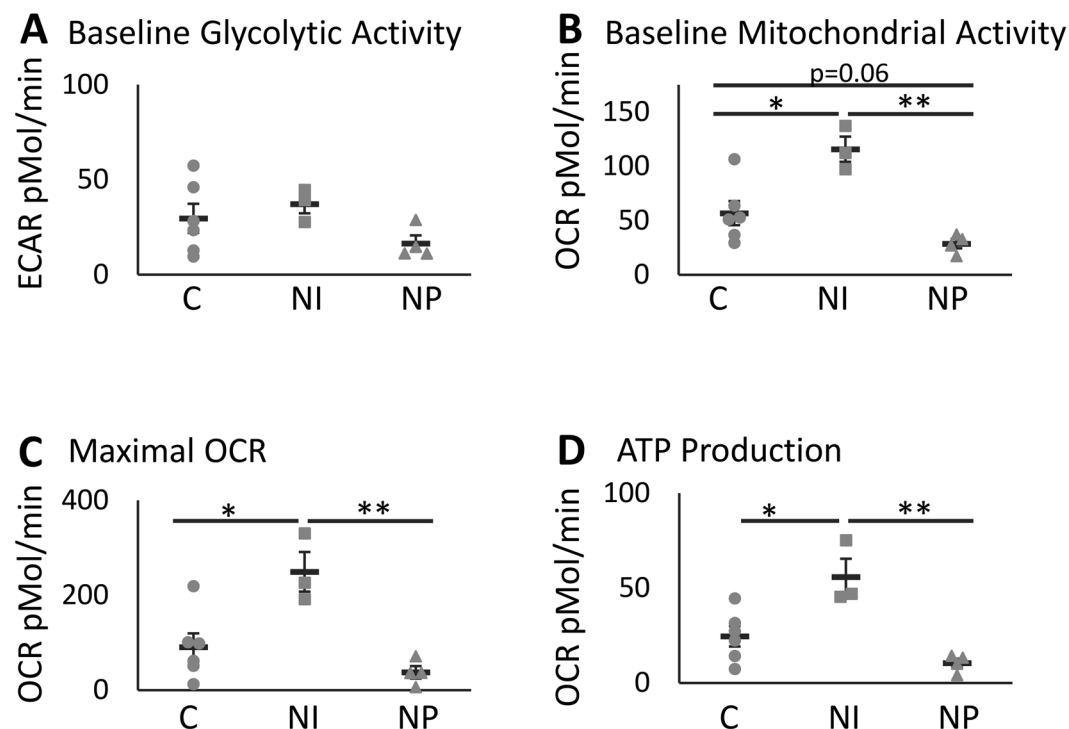 A Baseline Glycolytic Activity
ECAR pMol/min
100
50
0
C NI NP
B Baseline Mitochondrial Activity
OCR pMol/min
p=0.06
* **
150
100
50
0
C NI NP
C Maximal OCR
OCR pMol/min
400
* **
200
0
C NI NP
D ATP Production
OCR pMol/min
100
* **
50
0
C NI NP